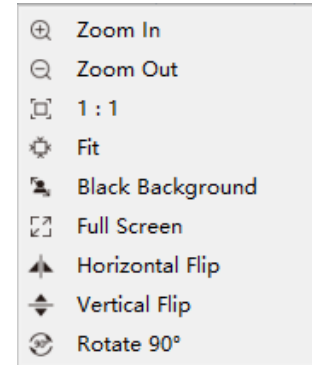 Zoom In
Zoom Out
1 : 1
Fit
Black Background
Full Screen
Horizontal Flip
Vertical Flip
Rotate 90°